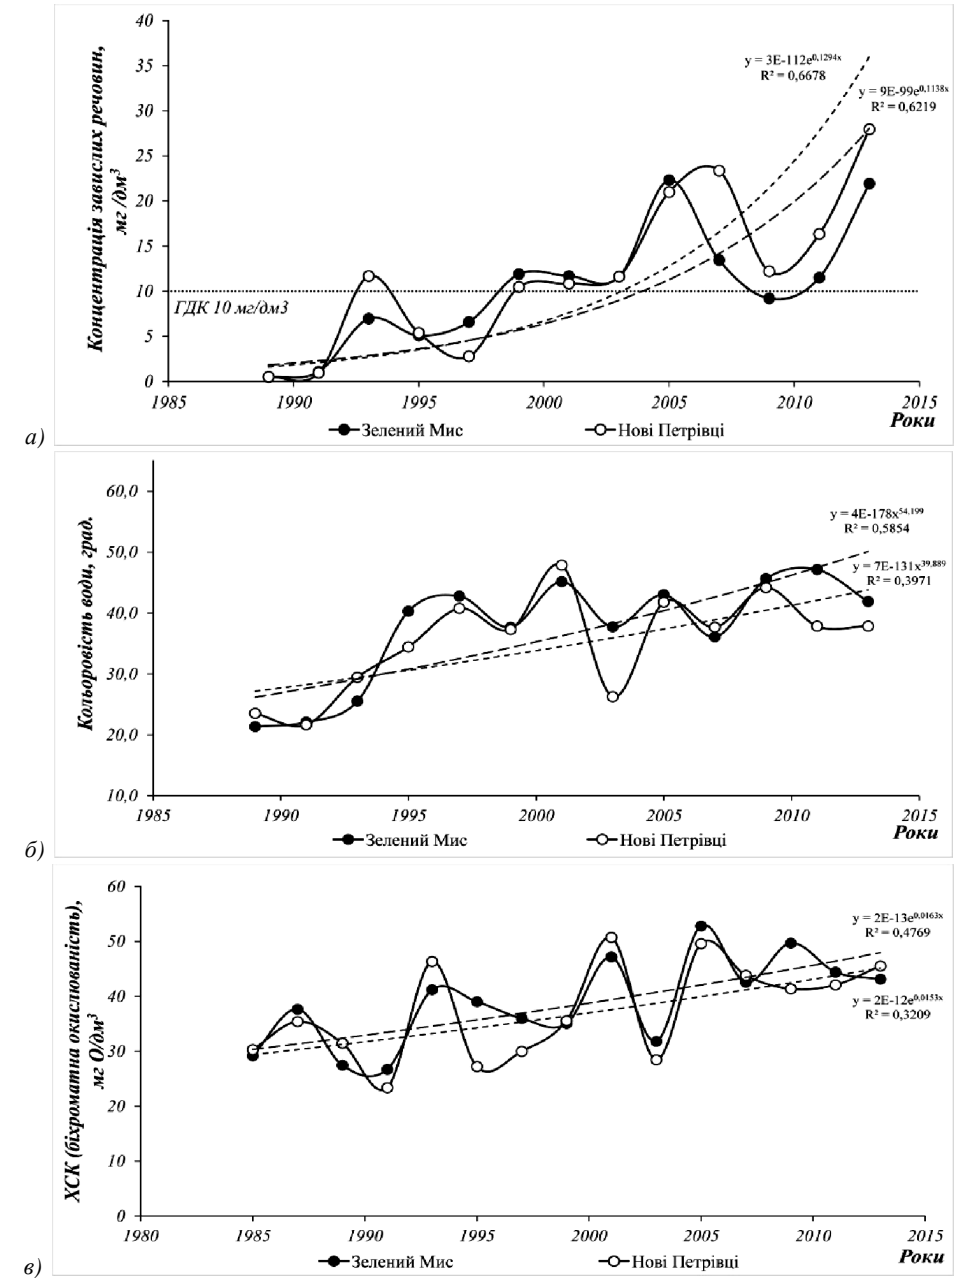 Концентрація завислих речовин,
мг /дм³
40
35
30
25
20
15
10
5
0
y = 3E-112e^0,1294x
R² = 0,6678
y = 9E-99e^0,1138x
R² = 0,6219
ГДК 10 мг/дм3
1985 1990 1995 2000 2005 2010 2015
Роки
Зелений Мис Нові Петрівці
а)
Кольоровість води, град.
60,0
50,0
40,0
30,0
20,0
10,0
y = 4E-178x^54,199
R² = 0,5854
y = 7E-131x^39,889
R² = 0,3971
1985 1990 1995 2000 2005 2010 2015
Роки
Зелений Мис Нові Петрівці
б)
ХСК (біхроматна окислюваність),
мг О/дм³
60
50
40
30
20
10
0
y = 2E-13e^0,0163x
R² = 0,4769
y = 2E-12e^0,0153x
R² = 0,3209
1980 1985 1990 1995 2000 2005 2010 2015
Роки
Зелений Мис Нові Петрівці
в)